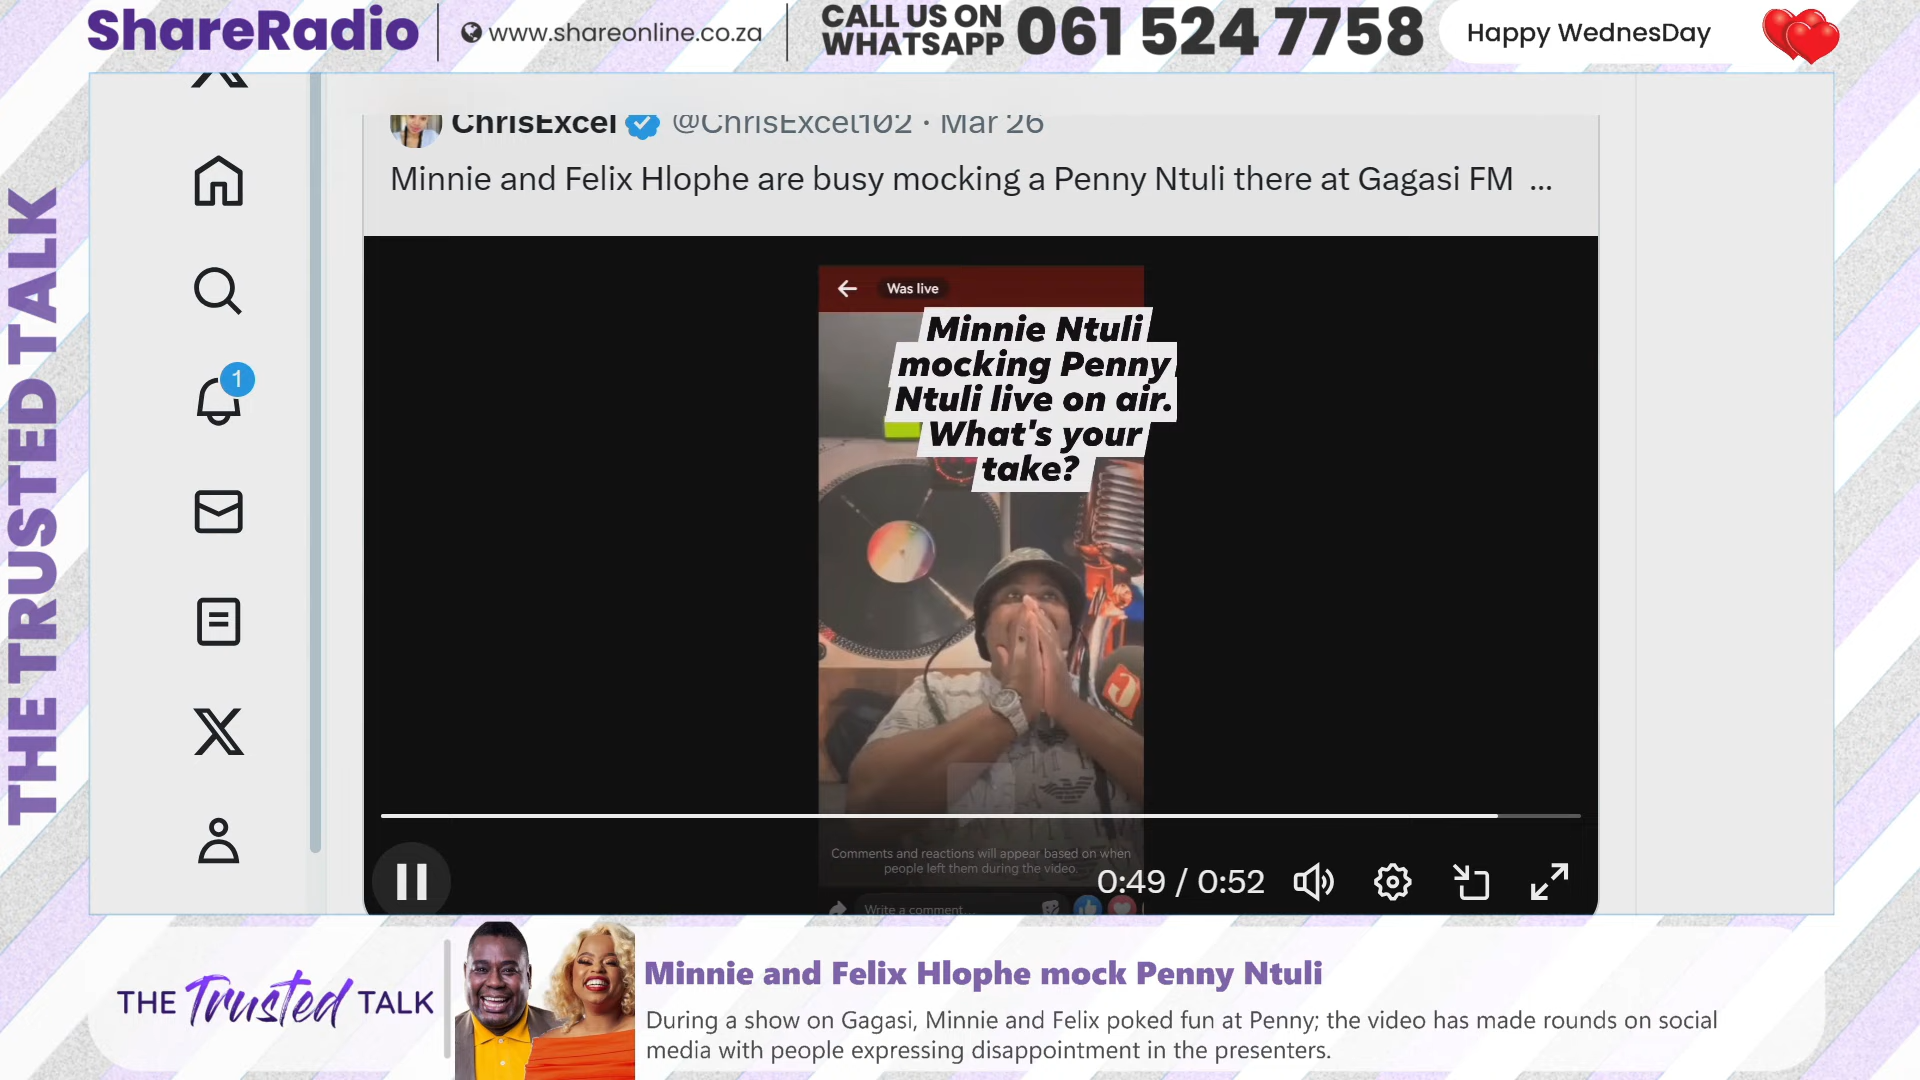 ShareRadio
www.shareonline.co.za
CALL US ON
WHATSAPP
061 524 7758
Happy WednesDay
THE TRUSTED TALK
ChrisExcel @ChrisExcel102 · Mar 26
Minnie and Felix Hlophe are busy mocking a Penny Ntuli there at Gagasi FM ...
1
Was live
Minnie Ntuli
mocking Penny
Ntuli live on air.
What's your
take?
Comments and reactions will appear based on when
people left them during the video.
Write a comment...
0:49 / 0:52
THE Trusted TALK
Minnie and Felix Hlophe mock Penny Ntuli
During a show on Gagasi, Minnie and Felix poked fun at Penny; the video has made rounds on social
media with people expressing disappointment in the presenters.